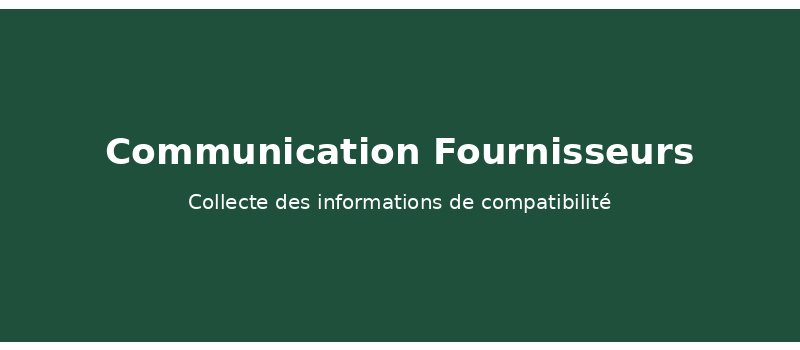 Communication Fournisseurs
Collecte des informations de compatibilité